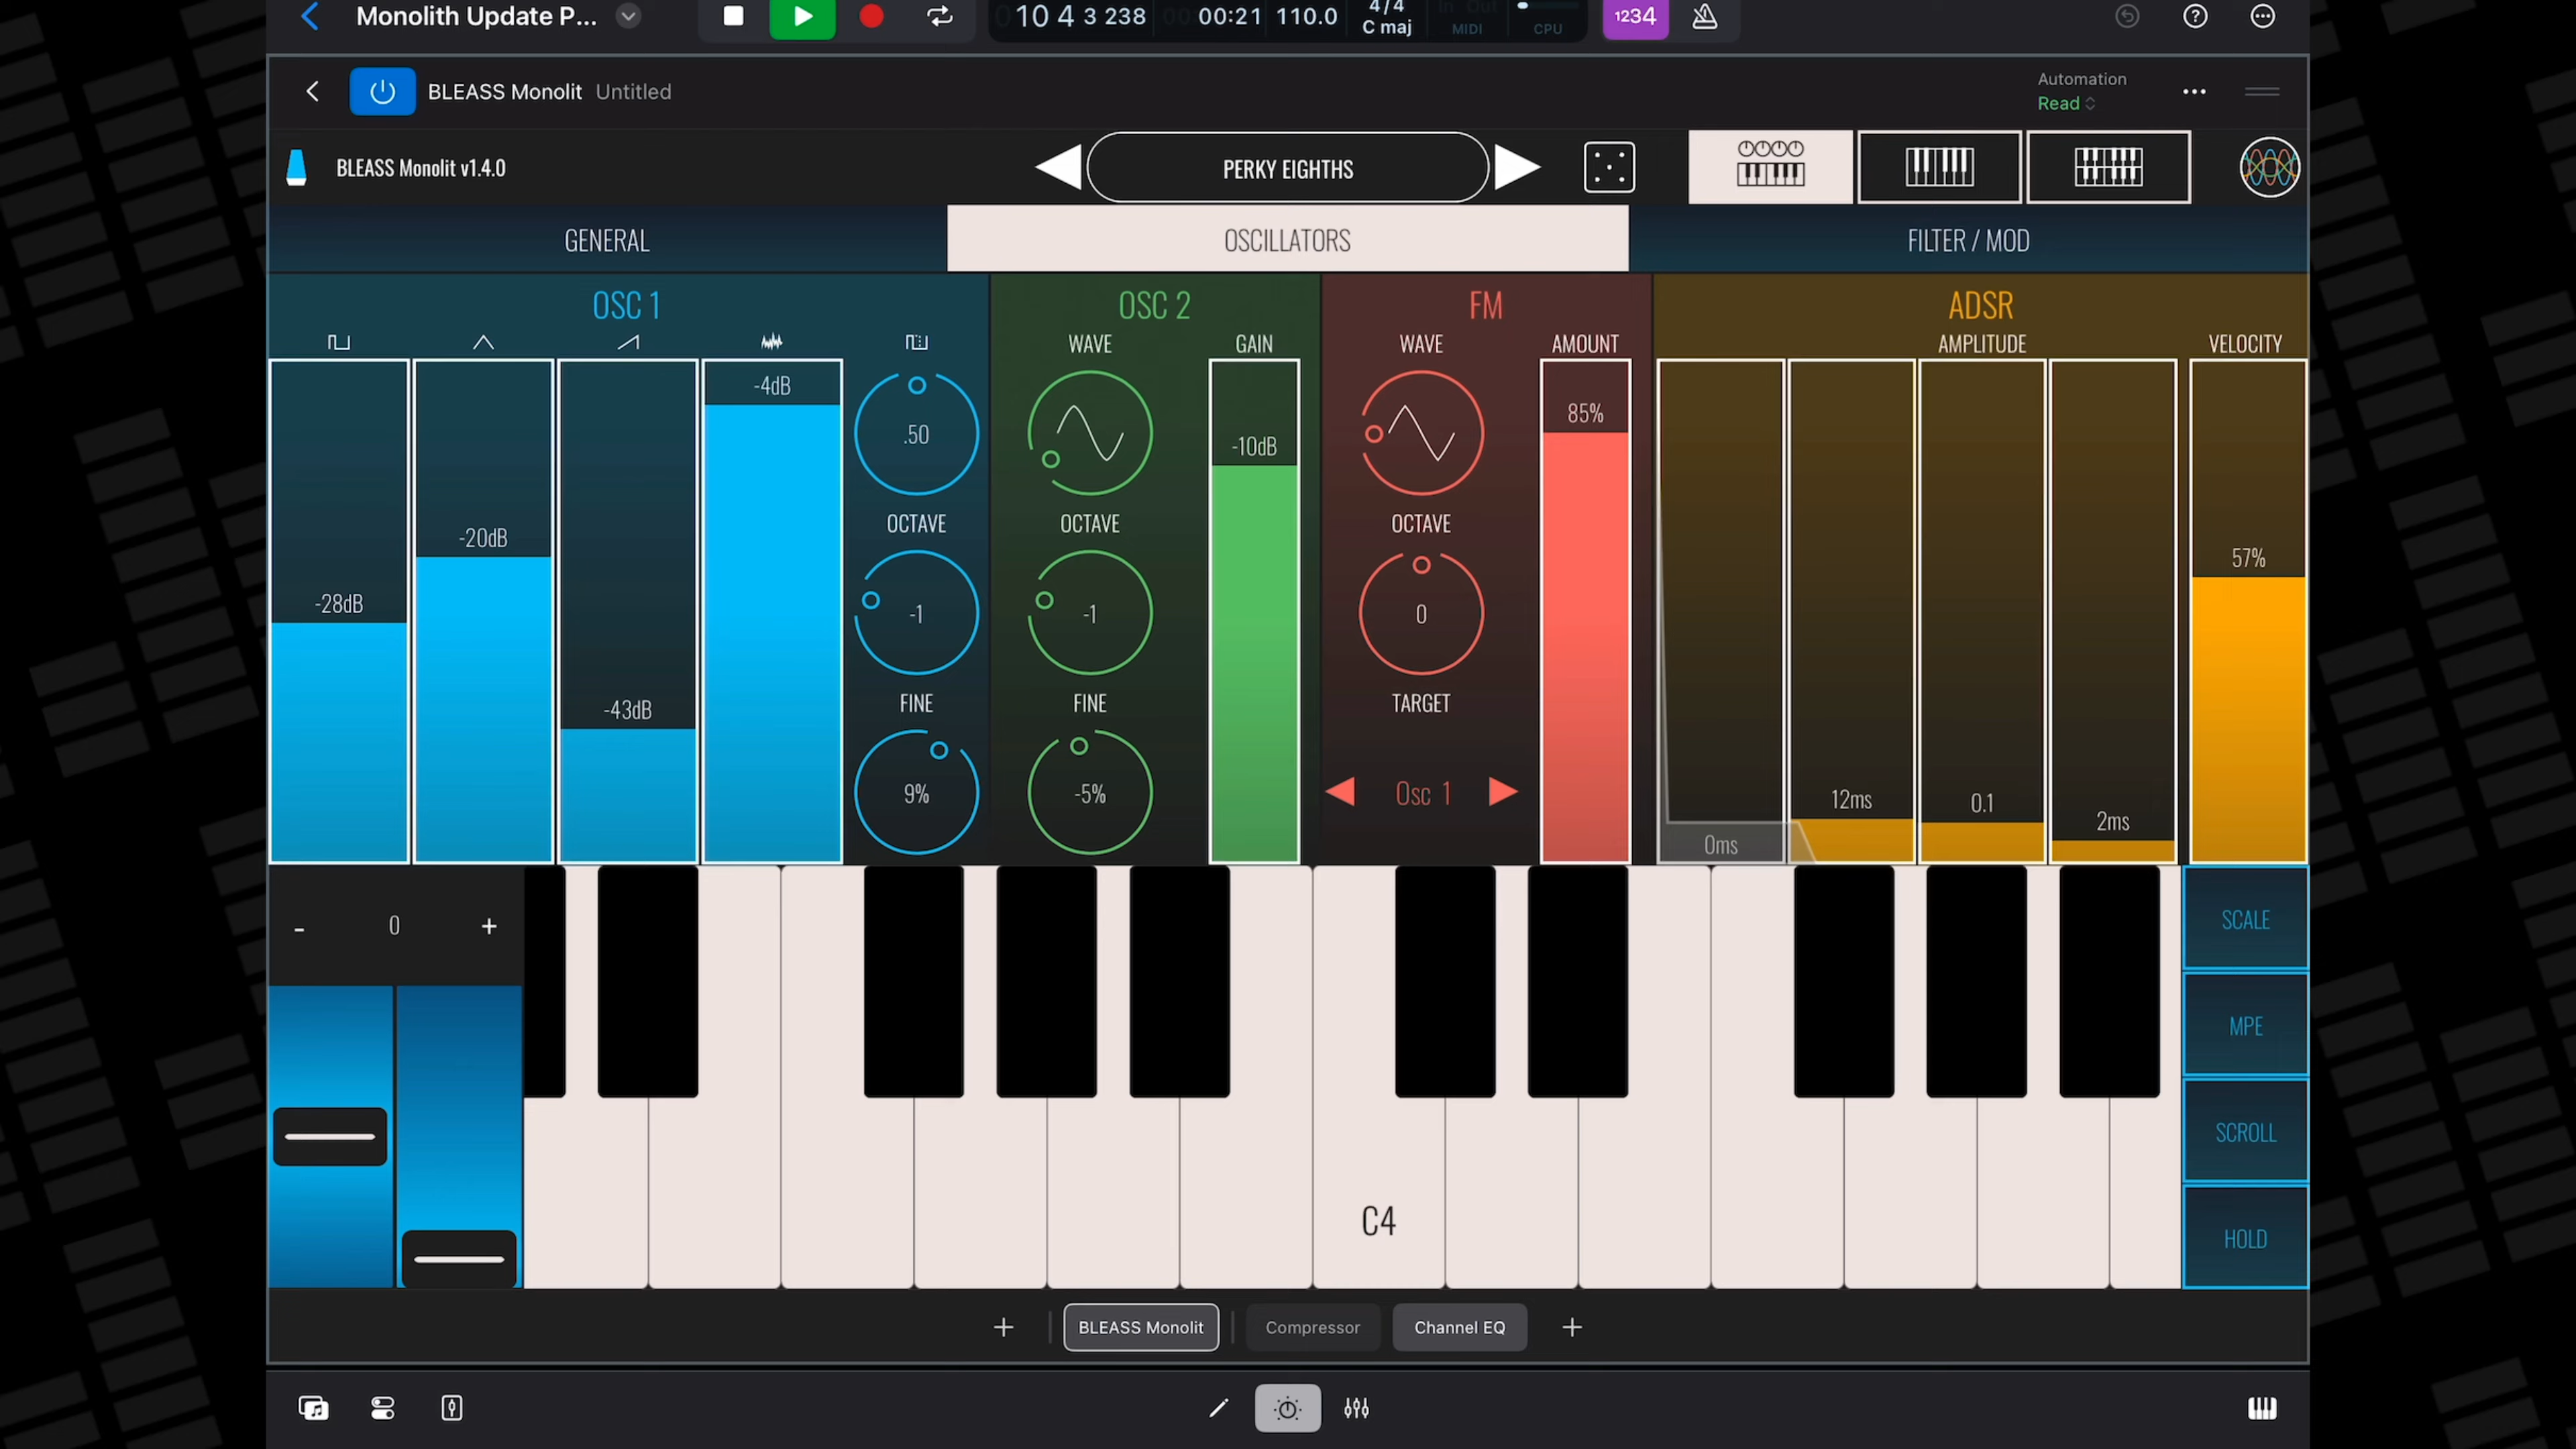 Monolith Update P...
10 4 3 238
00:21
110.0
4/4
C maj
In Out
MIDI
CPU
1234
BLEASS Monolit Untitled
Automation
Read
BLEASS Monolit v1.4.0
PERKY EIGHTHS
GENERAL
OSCILLATORS
FILTER / MOD
OSC 1
OSC 2
FM
ADSR
WAVE
GAIN
WAVE
AMOUNT
AMPLITUDE
VELOCITY
-28dB
-20dB
-43dB
-4dB
.50
-10dB
85%
57%
OCTAVE
OCTAVE
OCTAVE
-1
-1
0
FINE
FINE
TARGET
9%
-5%
Osc 1
0ms
12ms
0.1
2ms
- 0 +
SCALE
MPE
SCROLL
HOLD
C4
+
BLEASS Monolit
Compressor
Channel EQ
+